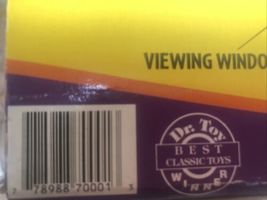 VIEWING WINDO
Dr. Toy
BEST
CLASSIC TOYS
WINNER
7 78988 70001 3